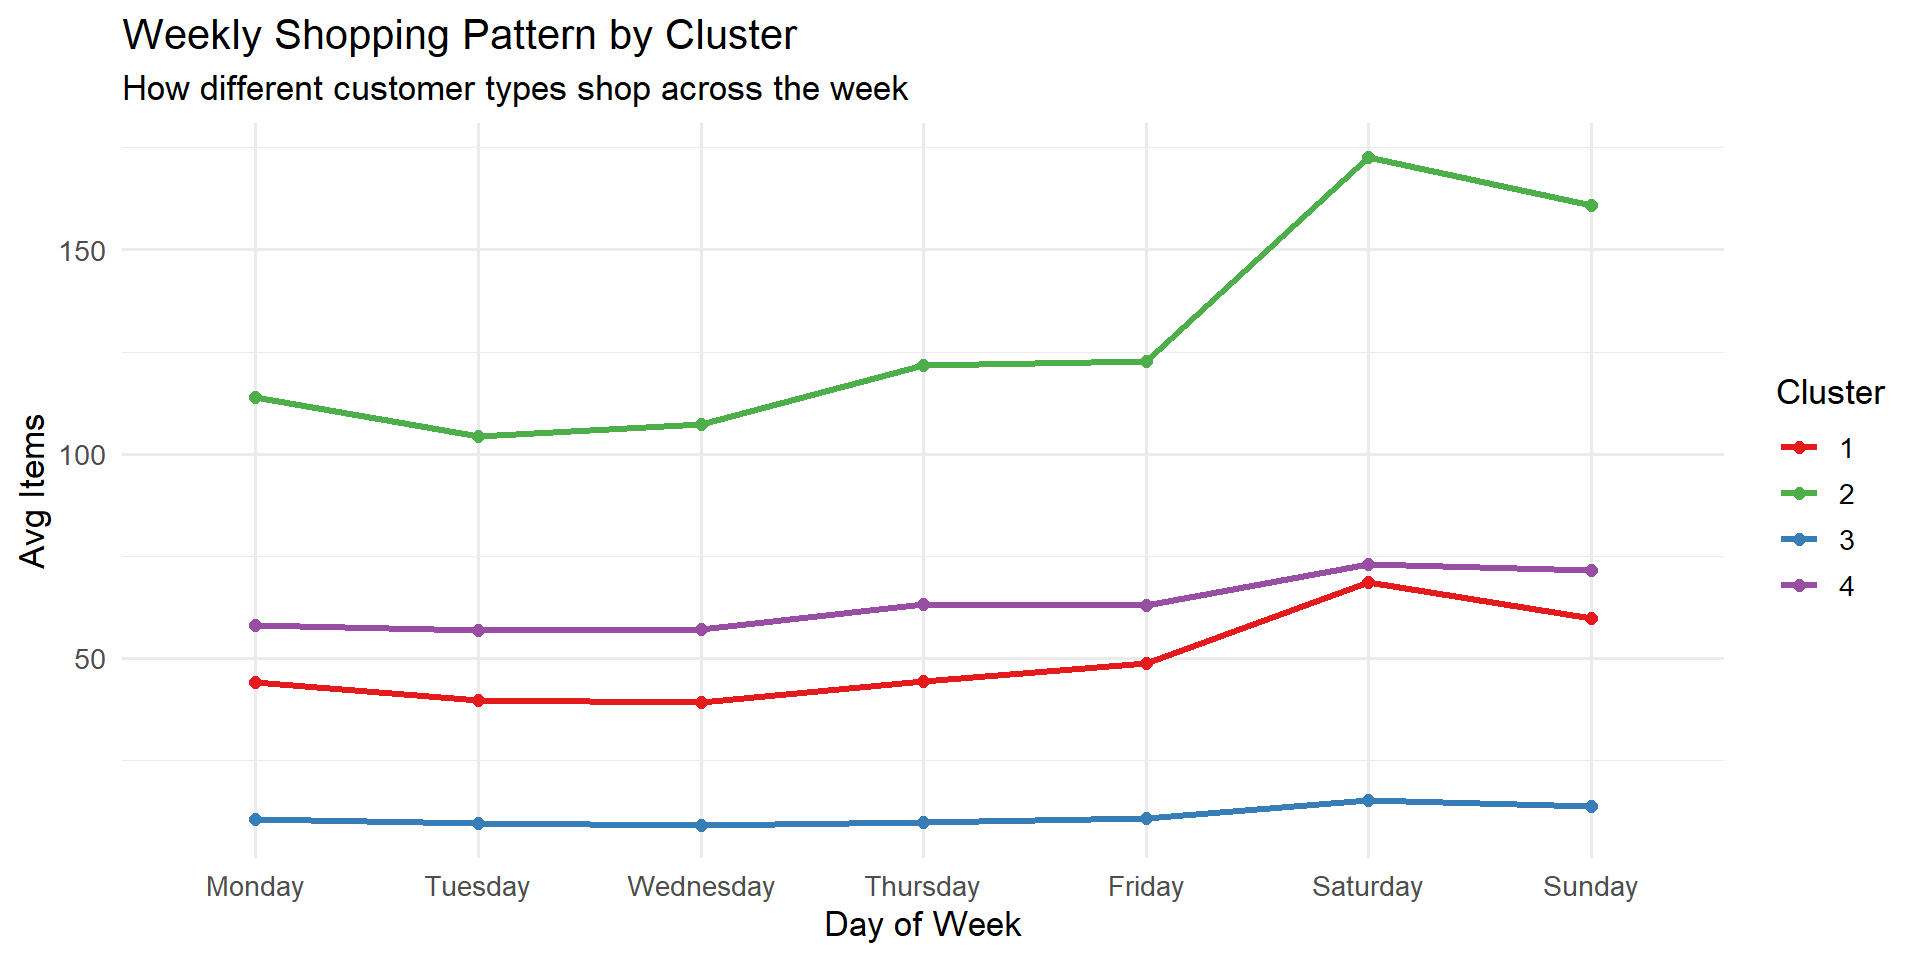 Weekly Shopping Pattern by Cluster
How different customer types shop across the week
Avg Items
150
100
50
Monday Tuesday Wednesday Thursday Friday Saturday Sunday
Day of Week
Cluster
1
2
3
4